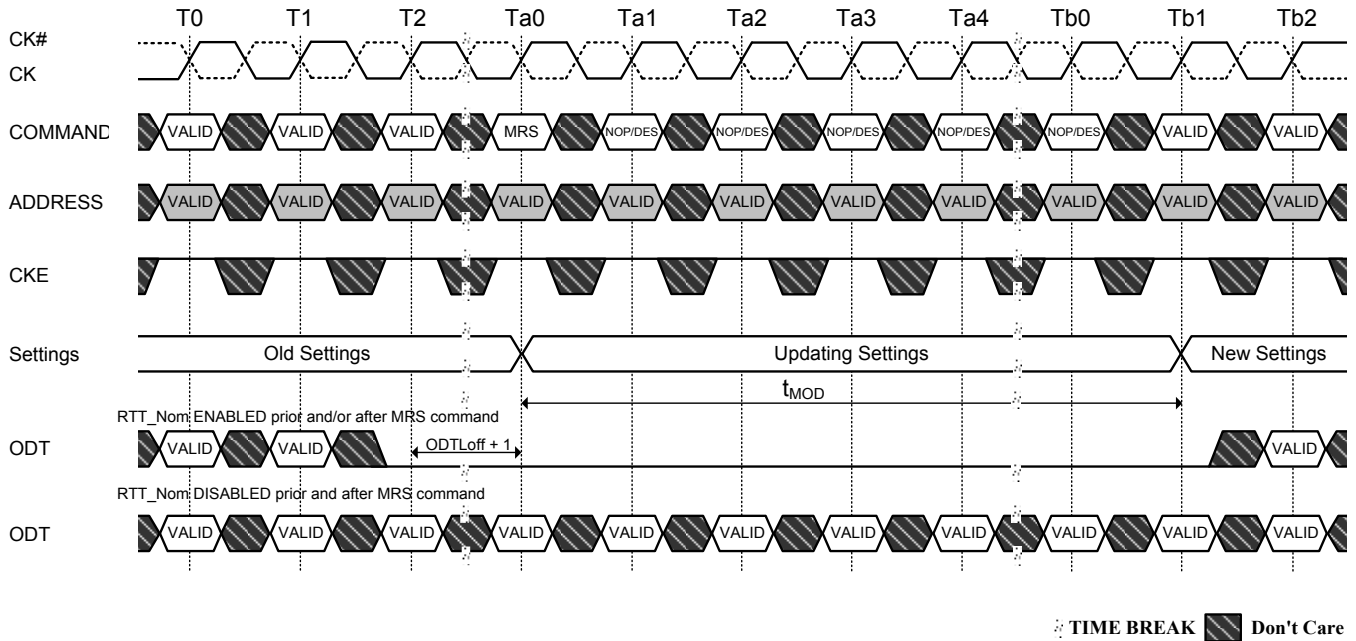 T0 T1 T2 Ta0 Ta1 Ta2 Ta3 Ta4 Tb0 Tb1 Tb2
CK#
CK
COMMAND VALID VALID VALID MRS NOP/DES NOP/DES NOP/DES NOP/DES NOP/DES VALID VALID
ADDRESS VALID VALID VALID VALID VALID VALID VALID VALID VALID VALID VALID
CKE
Settings Old Settings Updating Settings New Settings
tMOD
RTT_Nom ENABLED prior and/or after MRS command
ODT VALID VALID ODTLoff + 1 VALID
RTT_Nom DISABLED prior and after MRS command
ODT VALID VALID VALID VALID VALID VALID VALID VALID VALID VALID VALID
TIME BREAK Don't Care